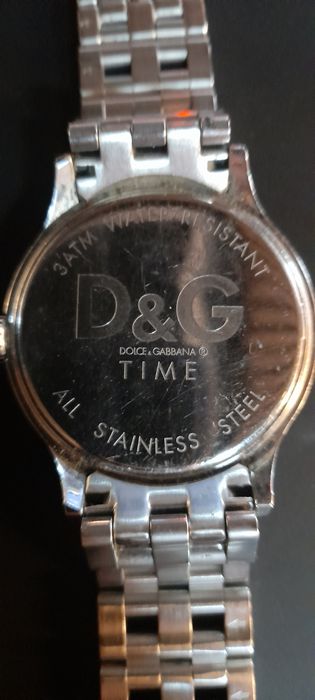 3ATM WATER RESISTANT
D&G
DOLCE & GABBANA ®
TIME
ALL STAINLESS STEEL